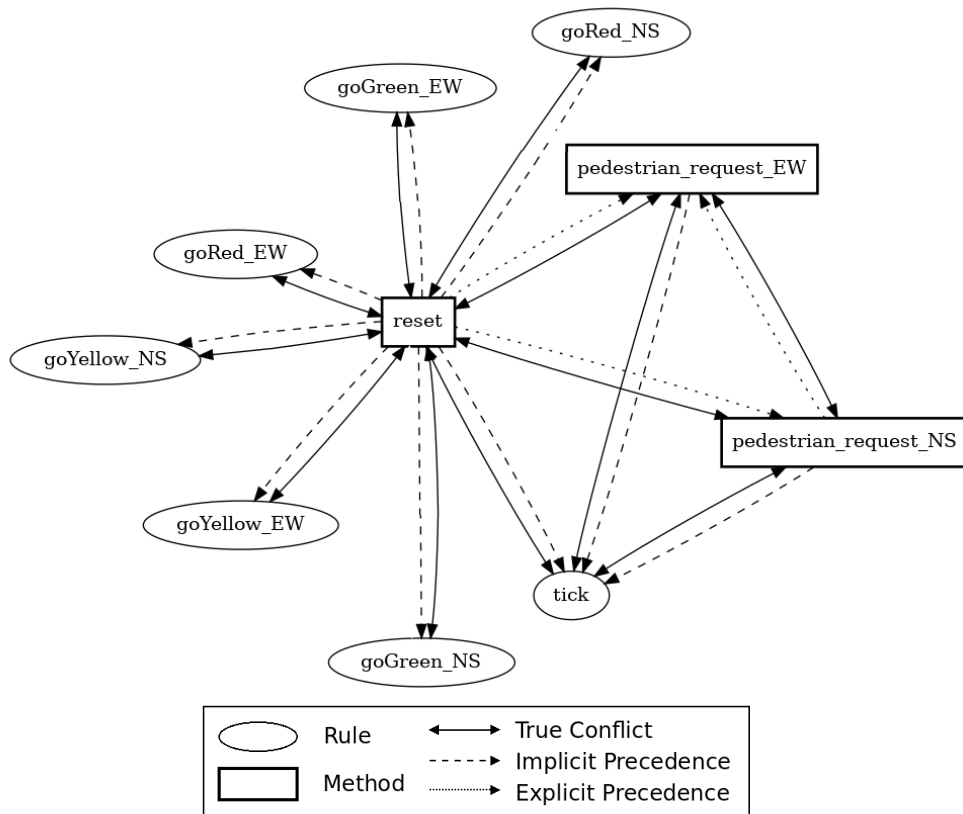 goRed_NS
goGreen_EW
pedestrian_request_EW
goRed_EW
reset
goYellow_NS
pedestrian_request_NS
goYellow_EW
tick
goGreen_NS
Rule
True Conflict
Implicit Precedence
Method
Explicit Precedence